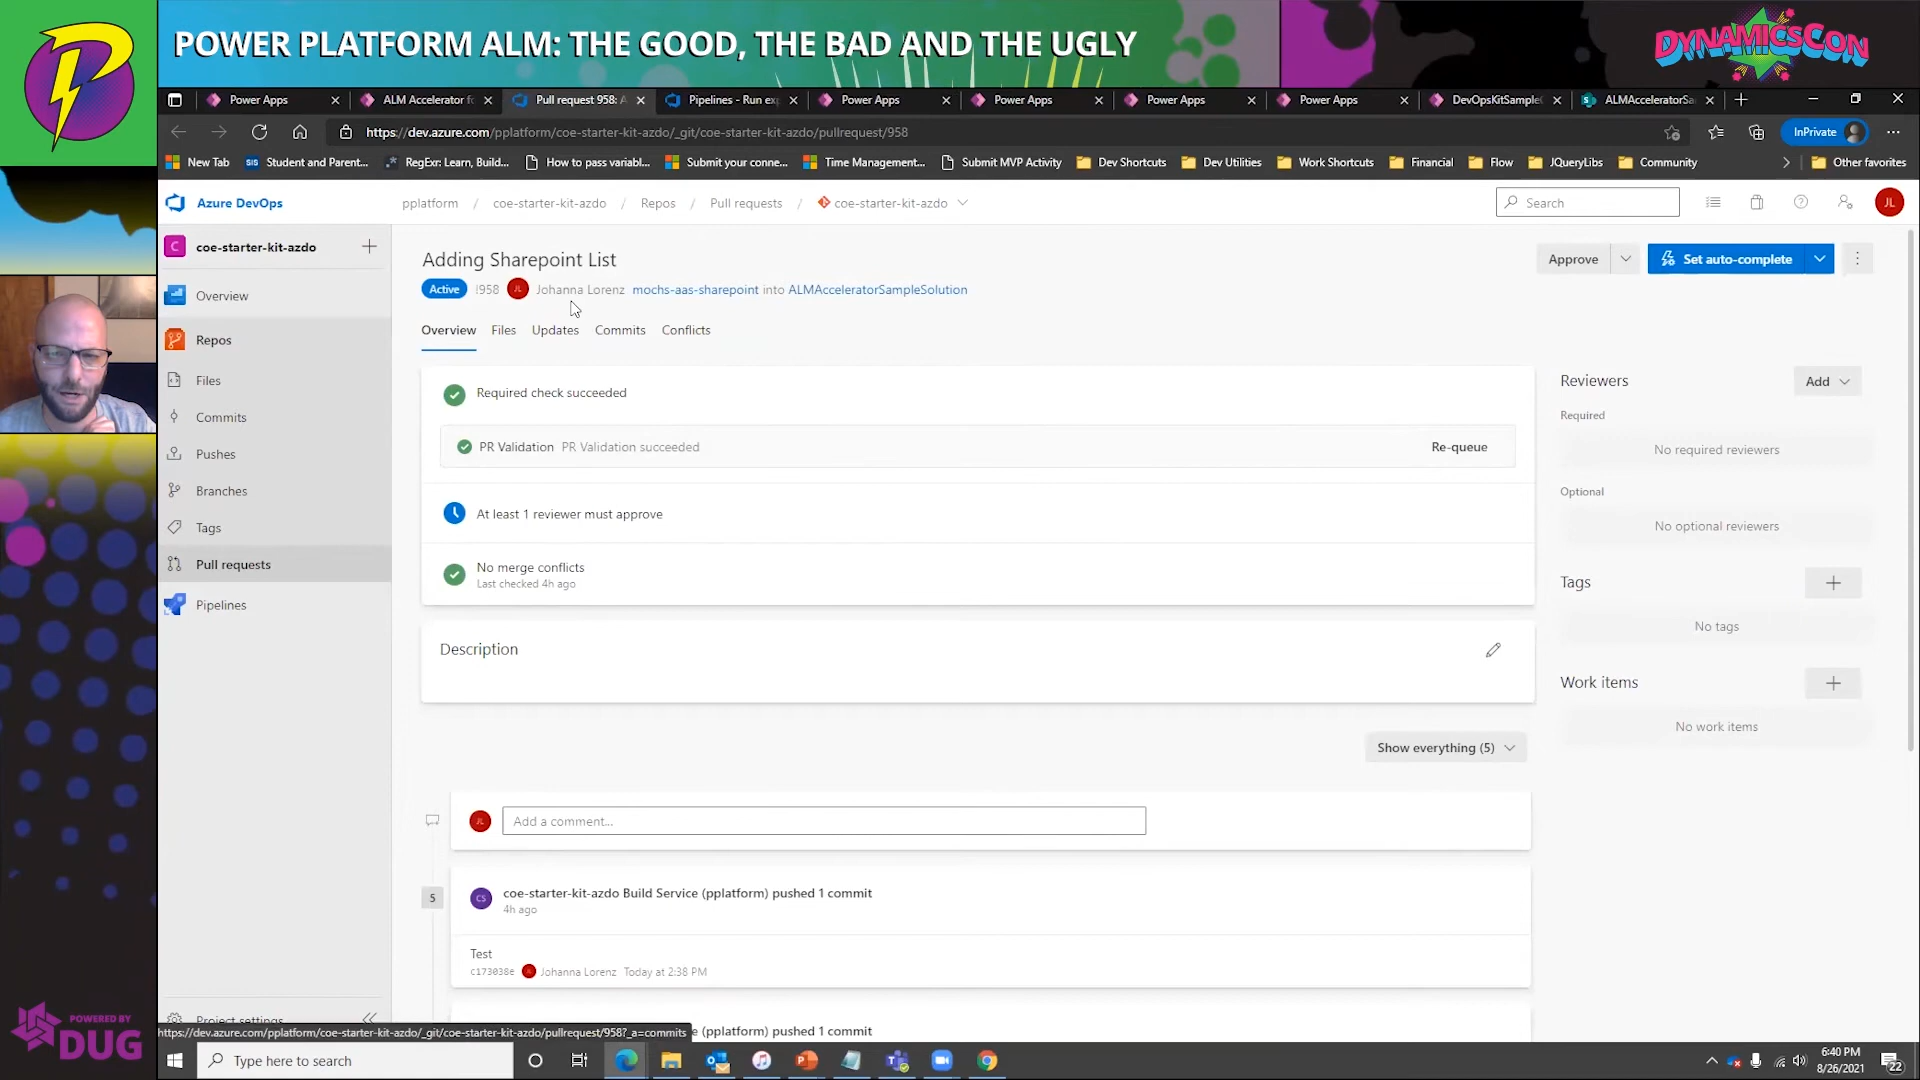 POWER PLATFORM ALM: THE GOOD, THE BAD AND THE UGLY
DYNAMICSCON
Power Apps
ALM Accelerator fo
Pull request 958: A
Pipelines - Run exp
Power Apps
Power Apps
Power Apps
Power Apps
DevOpsKitSample
ALMAcceleratorSa
https://dev.azure.com/pplatform/coe-starter-kit-azdo/_git/coe-starter-kit-azdo/pullrequest/958
InPrivate
New Tab
SIS
Student and Parent...
RegExr: Learn, Build...
How to pass variabl...
Submit your conne...
Time Management...
Submit MVP Activity
Dev Shortcuts
Dev Utilities
Work Shortcuts
Financial
Flow
JQueryLibs
Community
Other favorites
Azure DevOps
pplatform / coe-starter-kit-azdo / Repos / Pull requests / coe-starter-kit-azdo
Search
JL
C
coe-starter-kit-azdo
Overview
Repos
Files
Commits
Pushes
Branches
Tags
Pull requests
Pipelines
Project settings
Adding Sharepoint List
Approve
Set auto-complete
Active
!958
JL
Johanna Lorenz
mochs-aas-sharepoint into ALMAcceleratorSampleSolution
Overview
Files
Updates
Commits
Conflicts
Required check succeeded
PR Validation PR Validation succeeded
Re-queue
At least 1 reviewer must approve
No merge conflicts
Last checked 4h ago
Description
Show everything (5)
JL
Add a comment...
5
CS
coe-starter-kit-azdo Build Service (pplatform) pushed 1 commit
4h ago
Test
c173038e
Johanna Lorenz Today at 2:38 PM
e (pplatform) pushed 1 commit
Reviewers
Add
Required
No required reviewers
Optional
No optional reviewers
Tags
No tags
Work items
No work items
https://dev.azure.com/pplatform/coe-starter-kit-azdo/_git/coe-starter-kit-azdo/pullrequest/958?_a=commits
POWERED BY
DUG
Type here to search
6:40 PM
8/26/2021
22